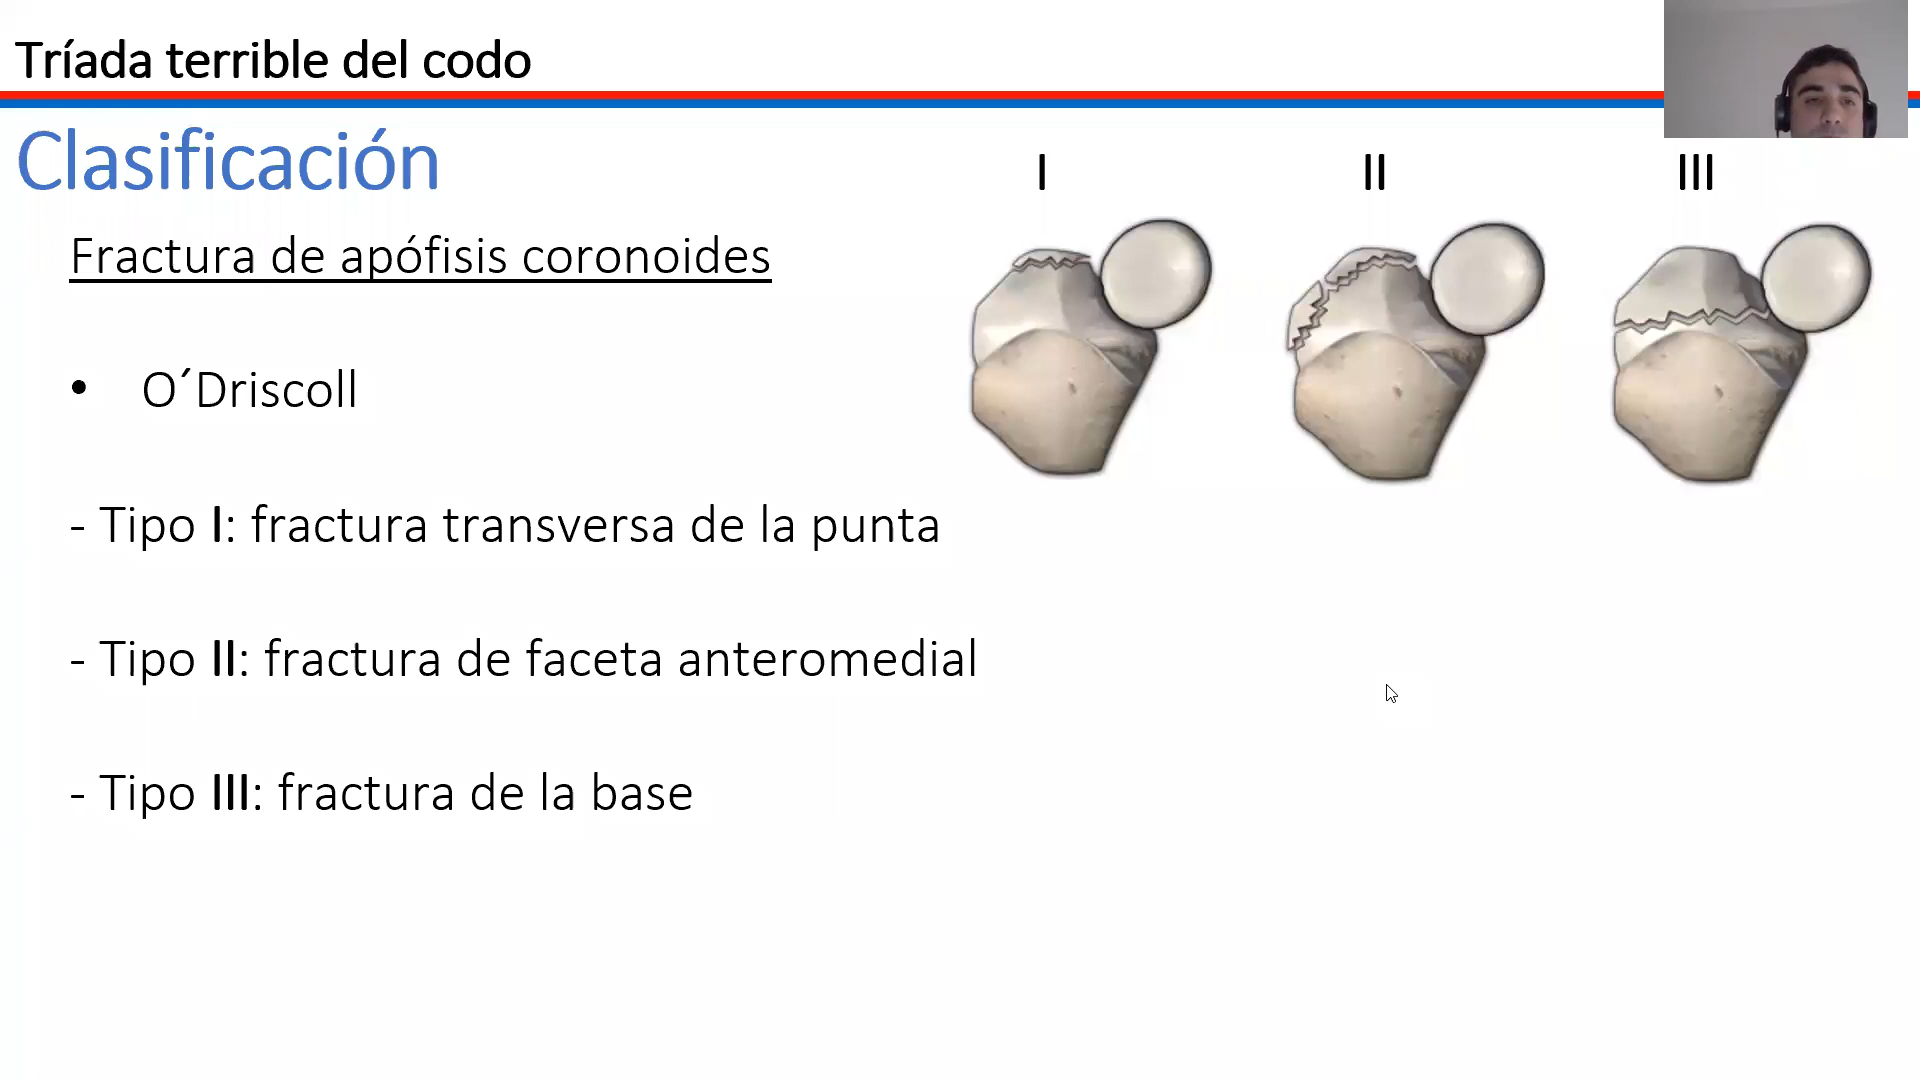 Tríada terrible del codo
Clasificación
I II III
Fractura de apófisis coronoides
• O´Driscoll
- Tipo I: fractura transversa de la punta
- Tipo II: fractura de faceta anteromedial
- Tipo III: fractura de la base